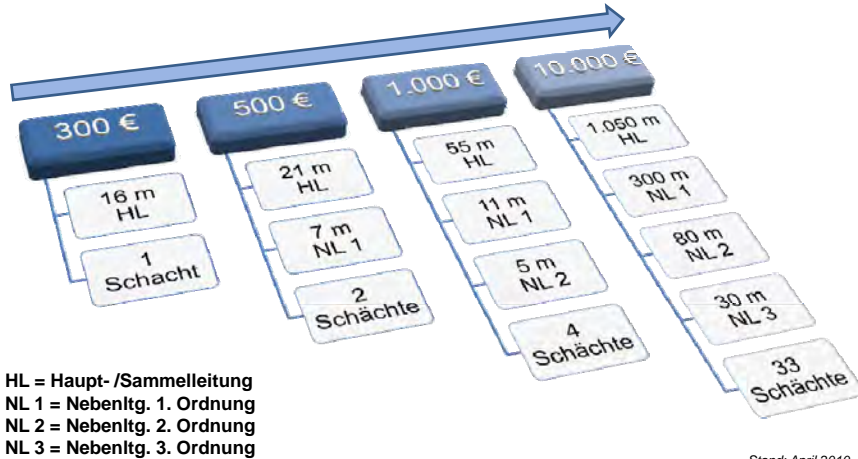 300 €
16 m
HL
1
Schacht
500 €
21 m
HL
7 m
NL 1
2
Schächte
1.000 €
55 m
HL
11 m
NL 1
5 m
NL 2
4
Schächte
10.000 €
1.050 m
HL
300 m
NL 1
80 m
NL 2
30 m
NL 3
33
Schächte
HL = Haupt- /Sammelleitung
NL 1 = Nebenltg. 1. Ordnung
NL 2 = Nebenltg. 2. Ordnung
NL 3 = Nebenltg. 3. Ordnung